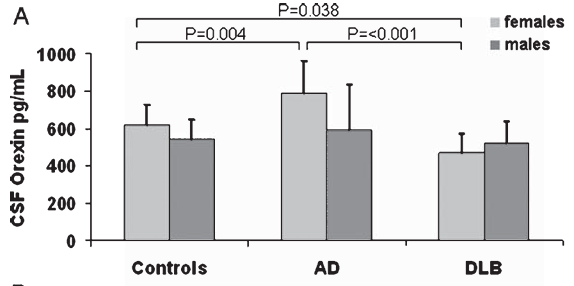 A
P=0.038
females
males
P=0.004
P=<0.001
CSF Orexin pg/mL
1000
800
600
400
200
0
Controls
AD
DLB